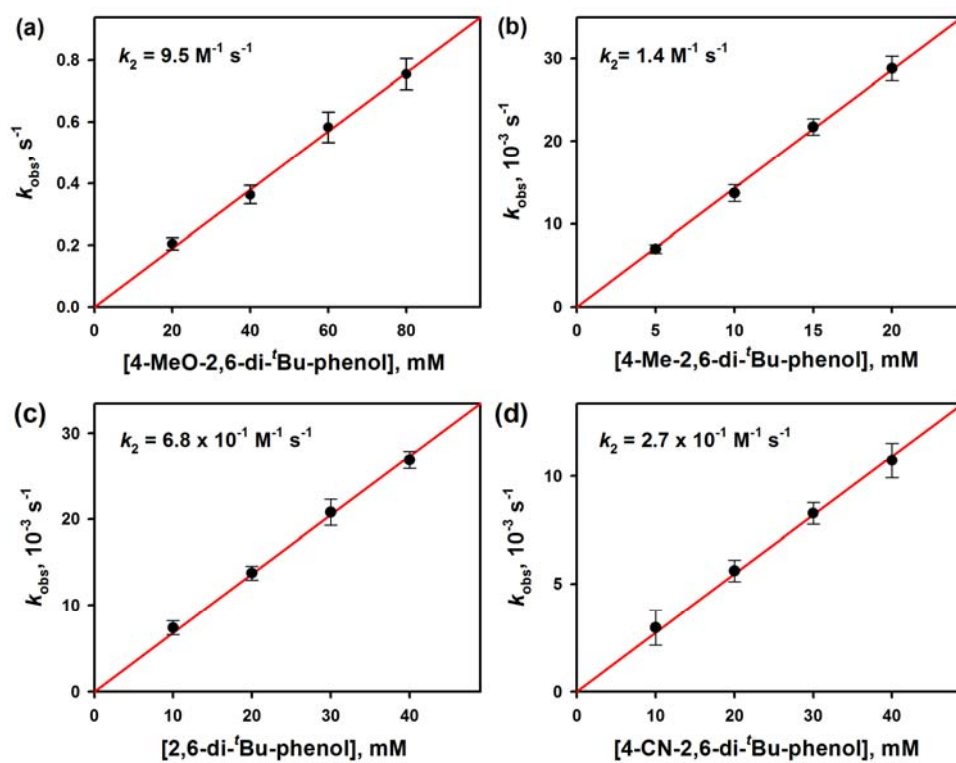 (a)
k₂ = 9.5 M⁻¹ s⁻¹
k_obs, s⁻¹
0.8
0.6
0.4
0.2
0.0
0 20 40 60 80
[4-MeO-2,6-di-ᵗBu-phenol], mM
(b)
k₂= 1.4 M⁻¹ s⁻¹
k_obs, 10⁻³ s⁻¹
30
20
10
0
0 5 10 15 20
[4-Me-2,6-di-ᵗBu-phenol], mM
(c)
k₂ = 6.8 x 10⁻¹ M⁻¹ s⁻¹
k_obs, 10⁻³ s⁻¹
30
20
10
0
0 10 20 30 40
[2,6-di-ᵗBu-phenol], mM
(d)
k₂ = 2.7 x 10⁻¹ M⁻¹ s⁻¹
k_obs, 10⁻³ s⁻¹
10
5
0
0 10 20 30 40
[4-CN-2,6-di-ᵗBu-phenol], mM